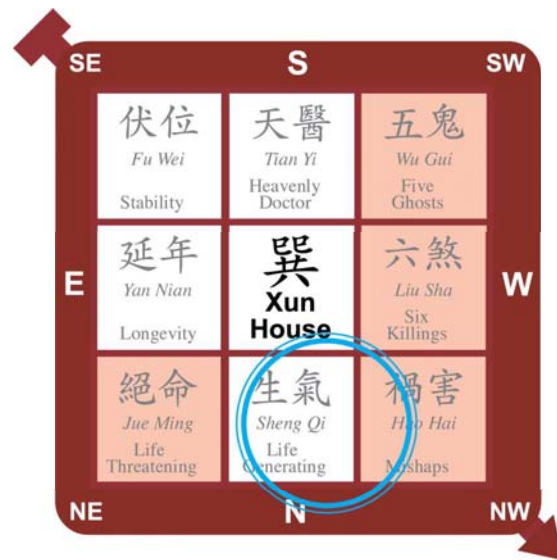 SE
S
SW
伏位
Fu Wei
Stability
天醫
Tian Yi
Heavenly
Doctor
五鬼
Wu Gui
Five
Ghosts
E
延年
Yan Nian
Longevity
巽
Xun
House
六煞
Liu Sha
Six
Killings
W
絕命
Jue Ming
Life
Threatening
生氣
Sheng Qi
Life
Generating
禍害
Huo Hai
Mishaps
NE
N
NW